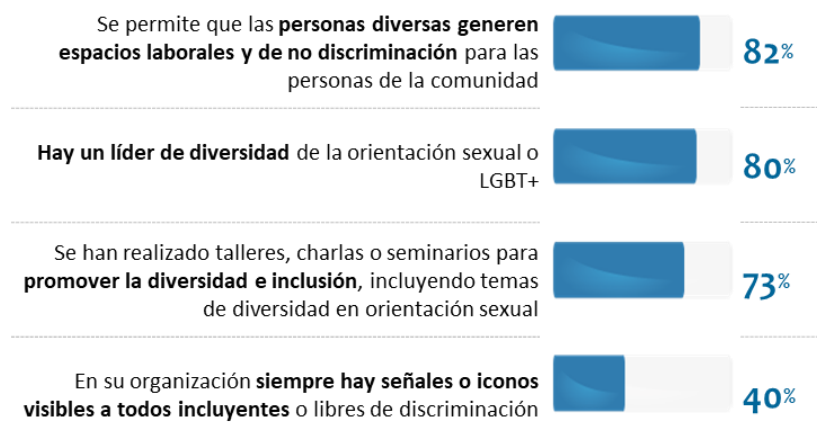 Se permite que las personas diversas generen
espacios laborales y de no discriminación para las
personas de la comunidad
82%
Hay un líder de diversidad de la orientación sexual o
LGBT+
80%
Se han realizado talleres, charlas o seminarios para
promover la diversidad e inclusión, incluyendo temas
de diversidad en orientación sexual
73%
En su organización siempre hay señales o iconos
visibles a todos incluyentes o libres de discriminación
40%